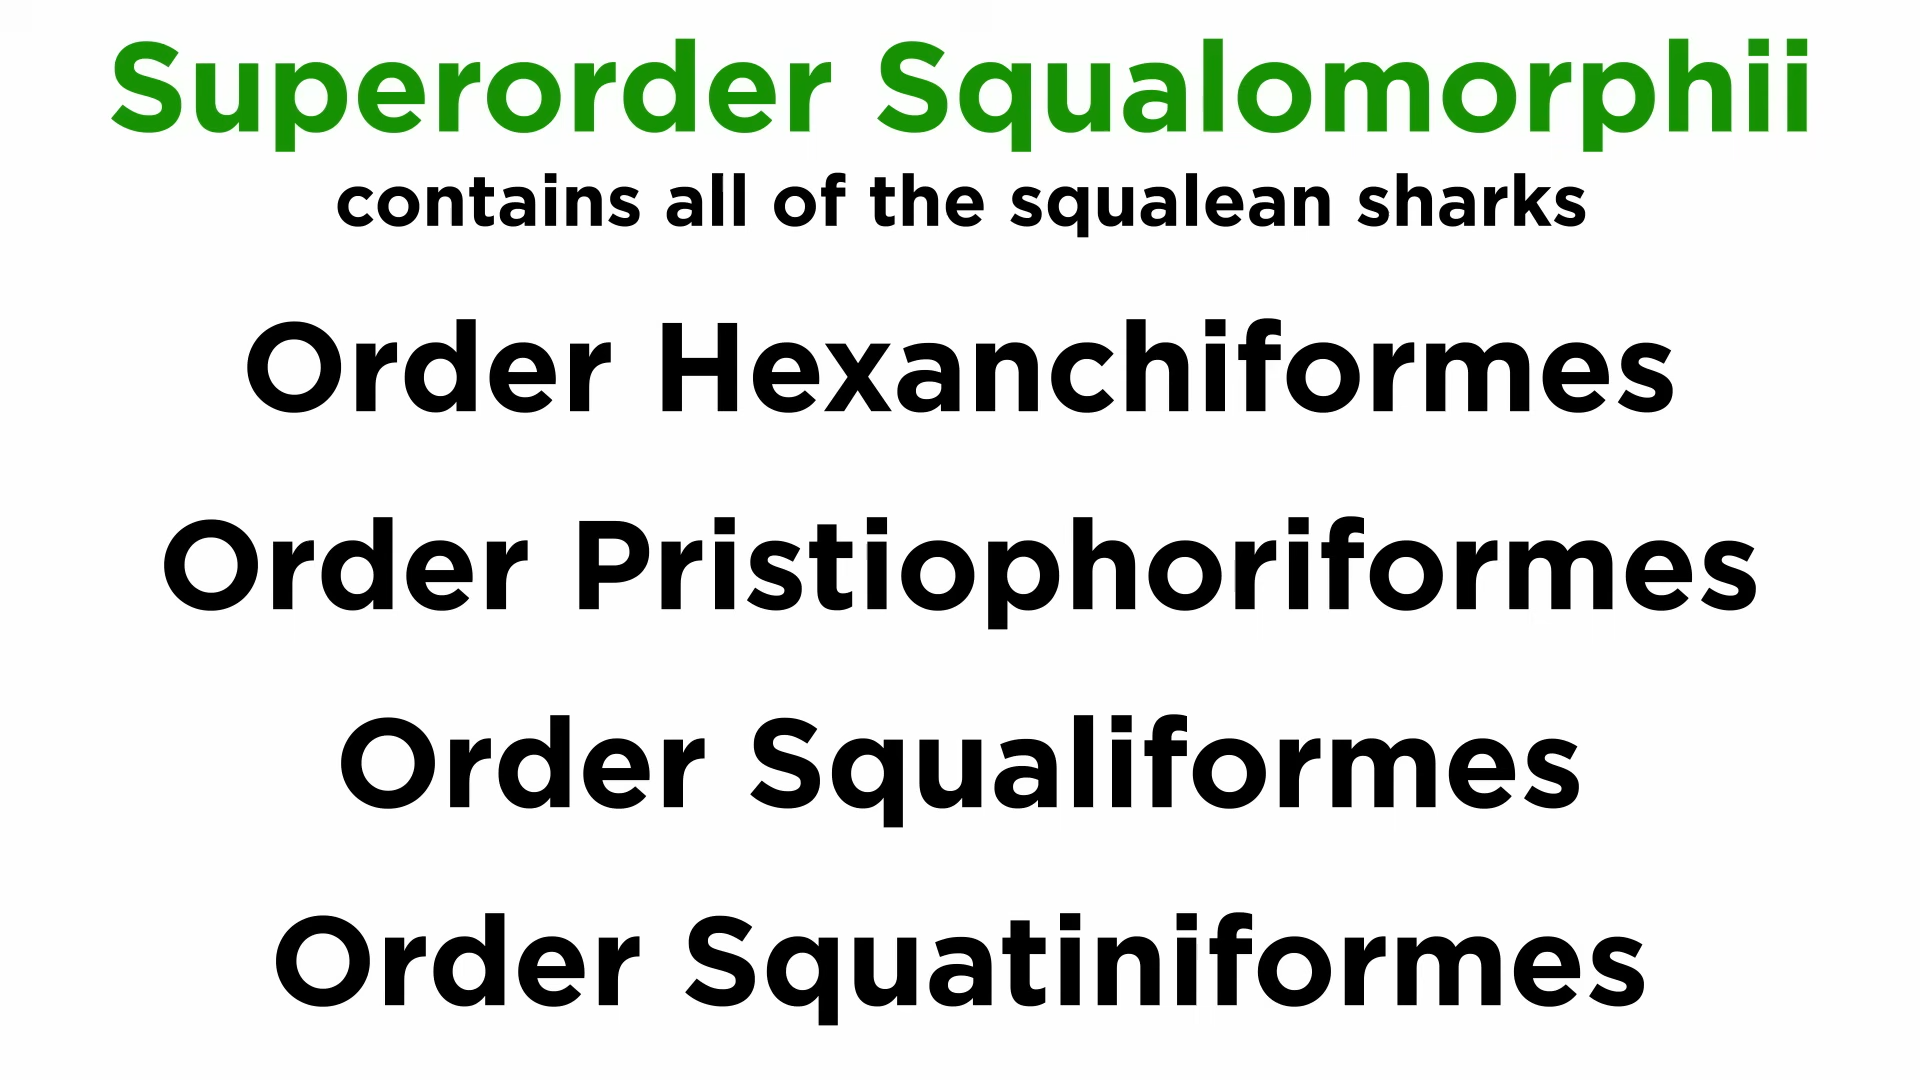 Superorder Squalomorphii
contains all of the squalean sharks
Order Hexanchiformes
Order Pristiophoriformes
Order Squaliformes
Order Squatiniformes